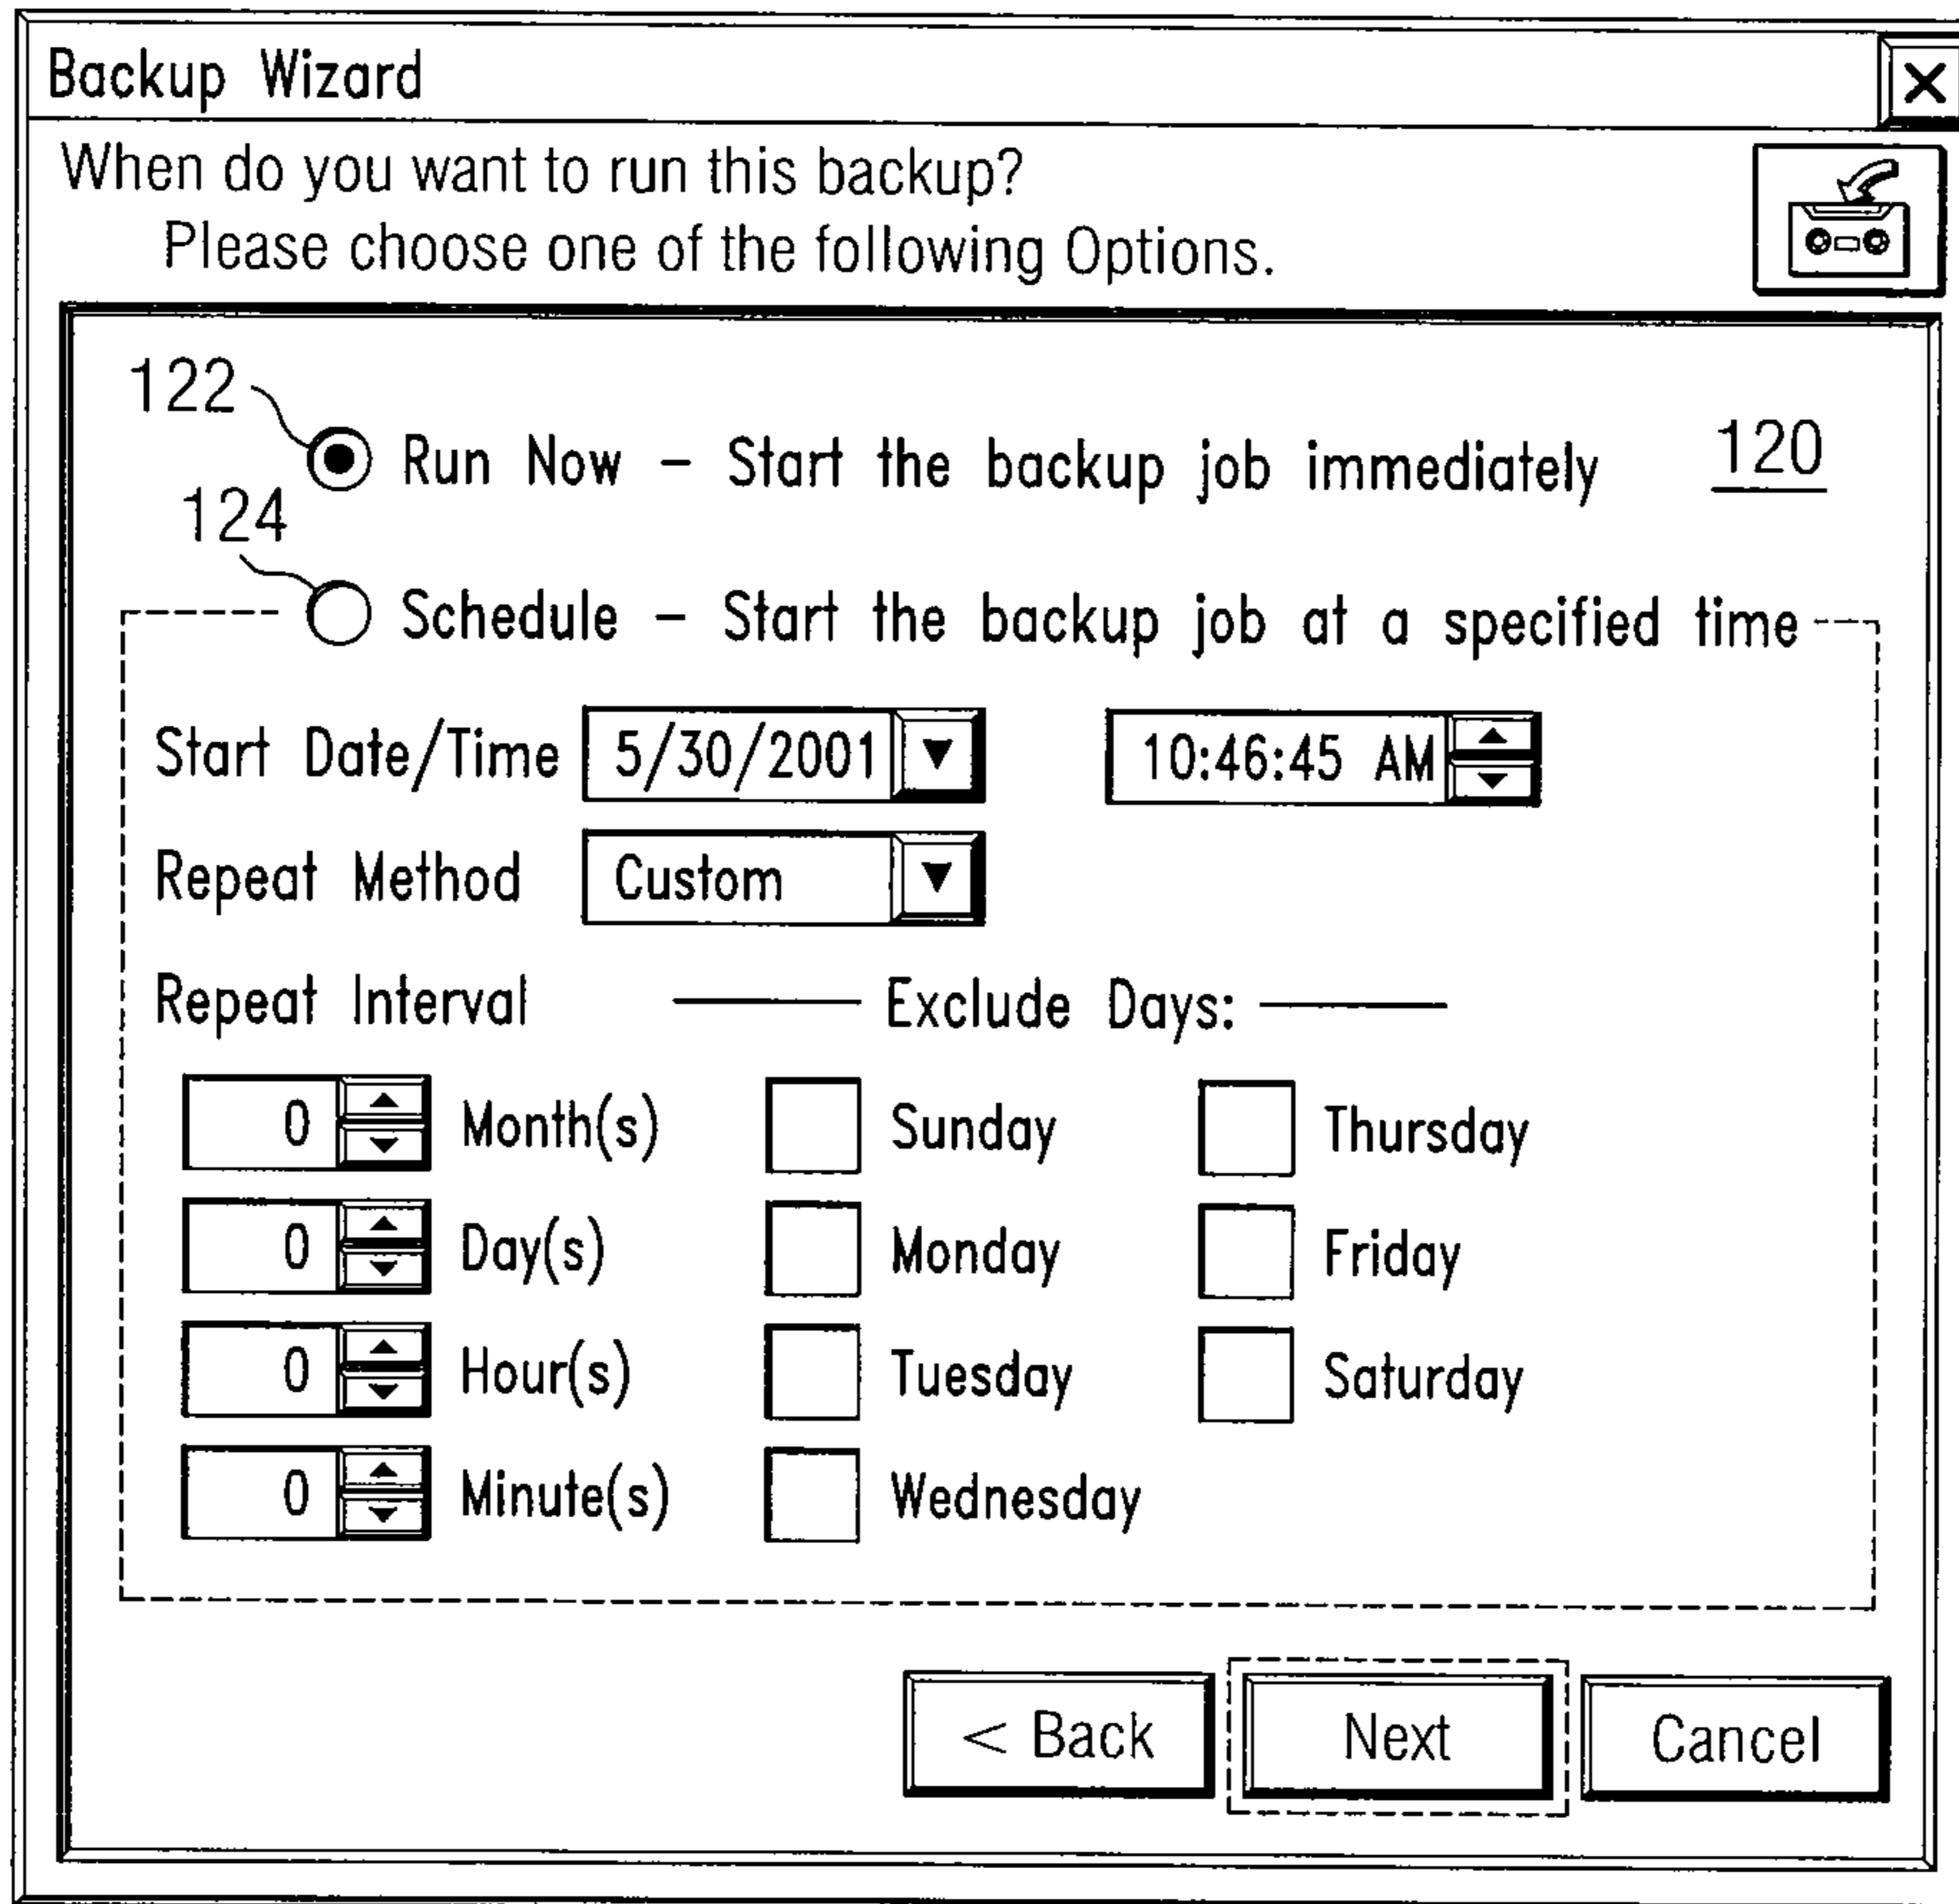 Backup Wizard
When do you want to run this backup?
Please choose one of the following Options.
122
Run Now – Start the backup job immediately 120
124
Schedule – Start the backup job at a specified time
Start Date/Time 5/30/2001 10:46:45 AM
Repeat Method Custom
Repeat Interval Exclude Days:
0 Month(s) Sunday Thursday
0 Day(s) Monday Friday
0 Hour(s) Tuesday Saturday
0 Minute(s) Wednesday
< Back Next Cancel